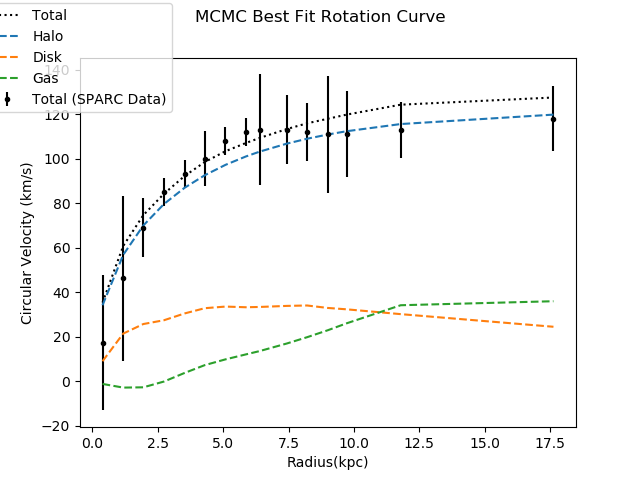 MCMC Best Fit Rotation Curve
Total
Halo
Disk
Gas
Total (SPARC Data)
Circular Velocity (km/s)
140
120
100
80
60
40
20
0
−20
0.0 2.5 5.0 7.5 10.0 12.5 15.0 17.5
Radius(kpc)